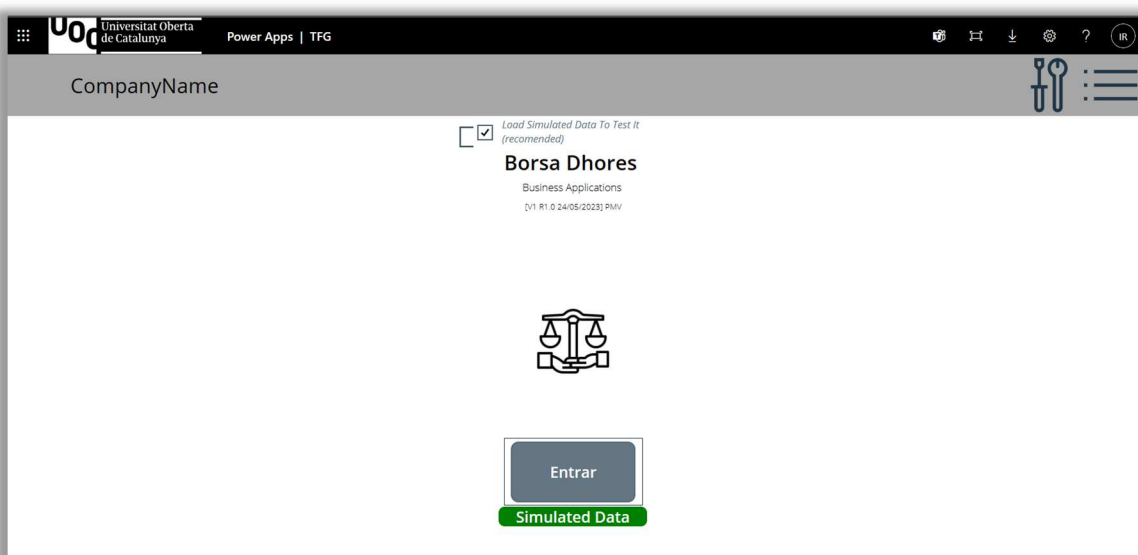 UOC Universitat Oberta
de Catalunya
Power Apps | TFG
?
IR
CompanyName
Load Simulated Data To Test It
(recomended)
Borsa Dhores
Business Applications
[V1 R1.0 24/05/2023] PMV
Entrar
Simulated Data